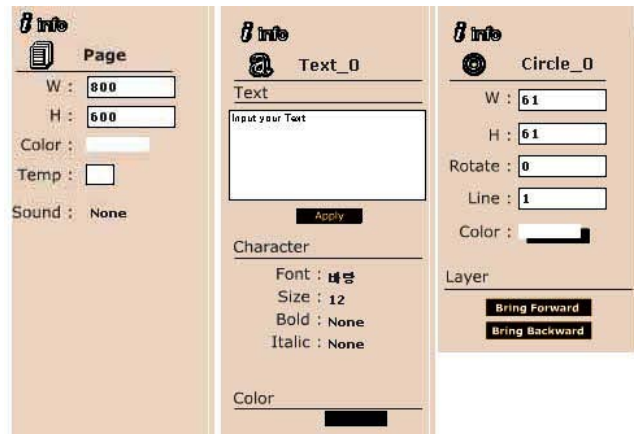 i info
Page
W : 800
H : 600
Color :
Temp :
Sound : None
i info
a Text_0
Text
Input your Text
Apply
Character
Font : 바탕
Size : 12
Bold : None
Italic : None
Color
i info
Circle_0
W : 61
H : 61
Rotate : 0
Line : 1
Color :
Layer
Bring Forward
Bring Backward